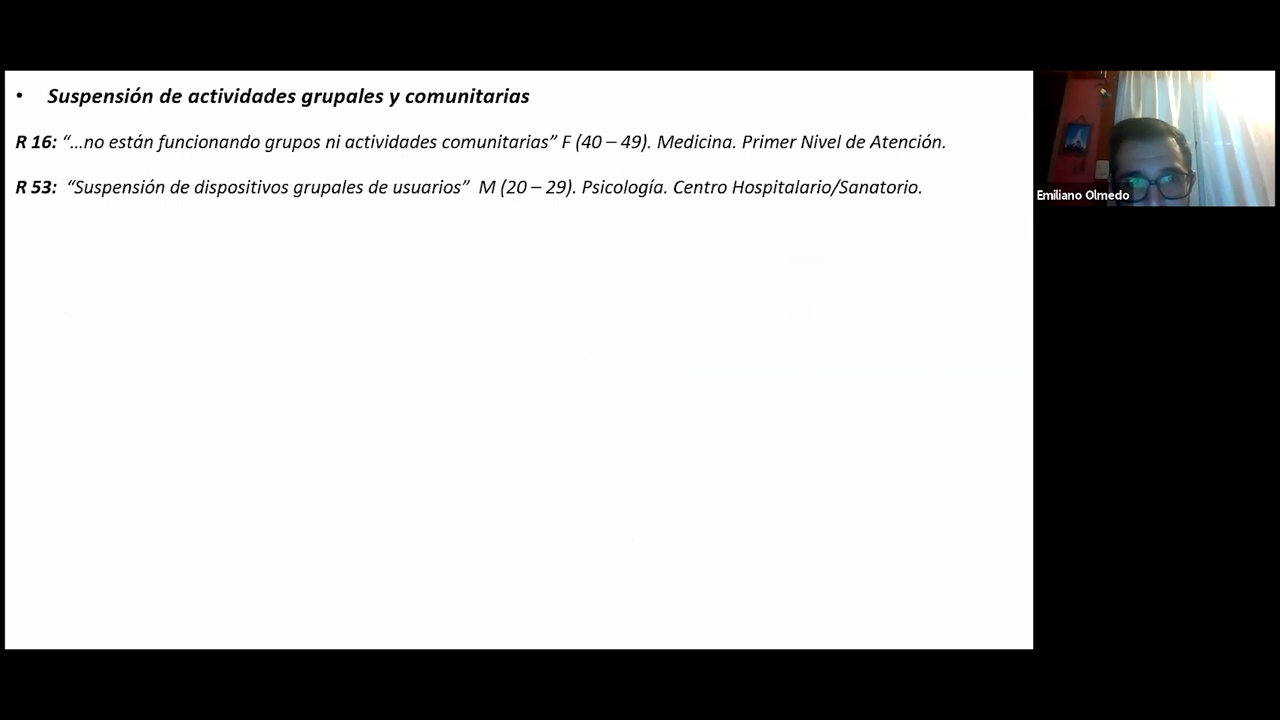 • Suspensión de actividades grupales y comunitarias
R 16: “…no están funcionando grupos ni actividades comunitarias” F (40 – 49). Medicina. Primer Nivel de Atención.
R 53: “Suspensión de dispositivos grupales de usuarios” M (20 – 29). Psicología. Centro Hospitalario/Sanatorio.
Emiliano Olmedo